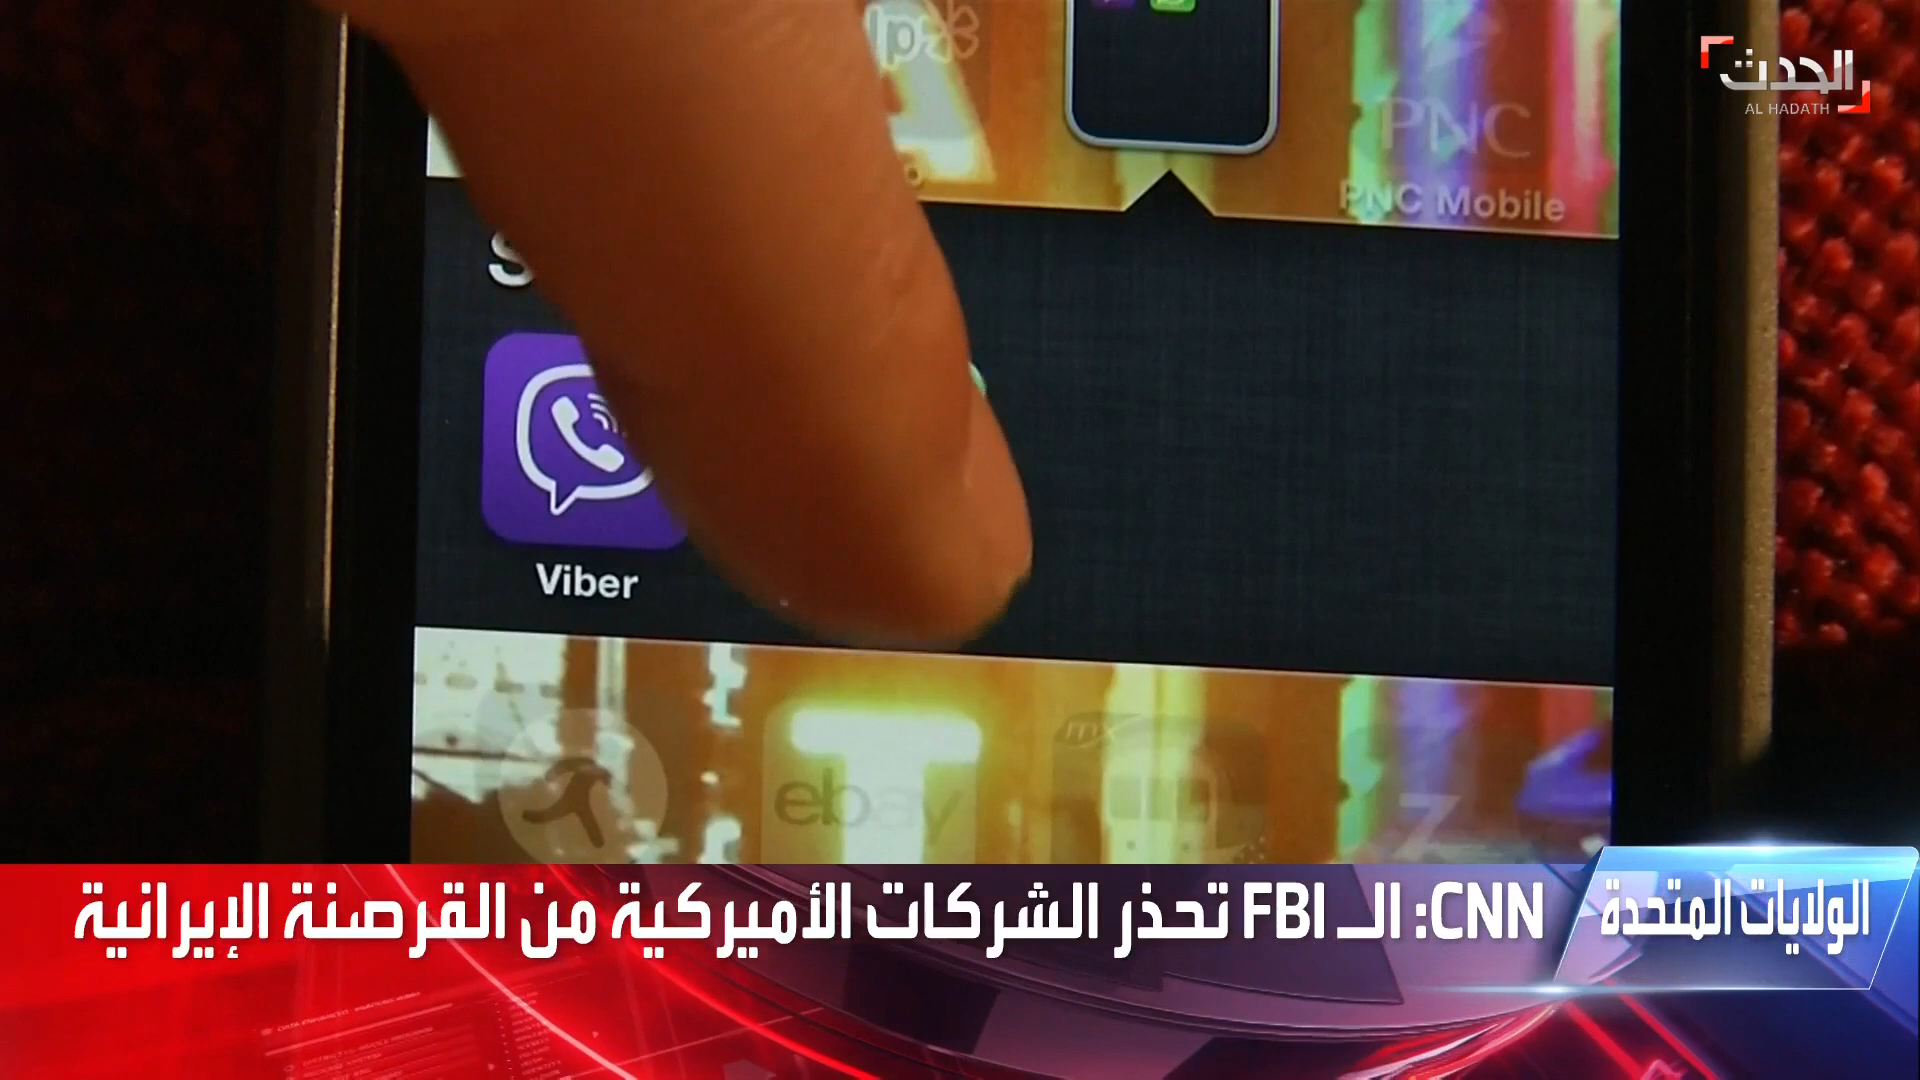 الحدث
AL HADATH
PNC
PNC Mobile
Viber
ebay
mx
Z
الولايات المتحدة
CNN: الـ FBI تحذر الشركات الأميركية من القرصنة الإيرانية